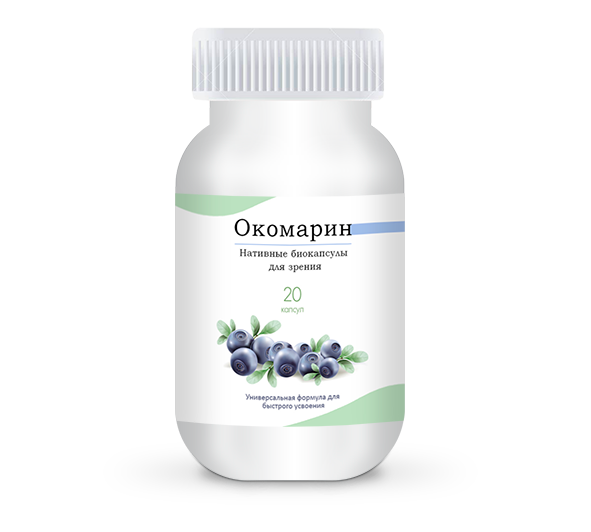 Окомарин
Нативные биокапсулы
для зрения
20
капсул
Универсальная формула для
быстрого усвоения